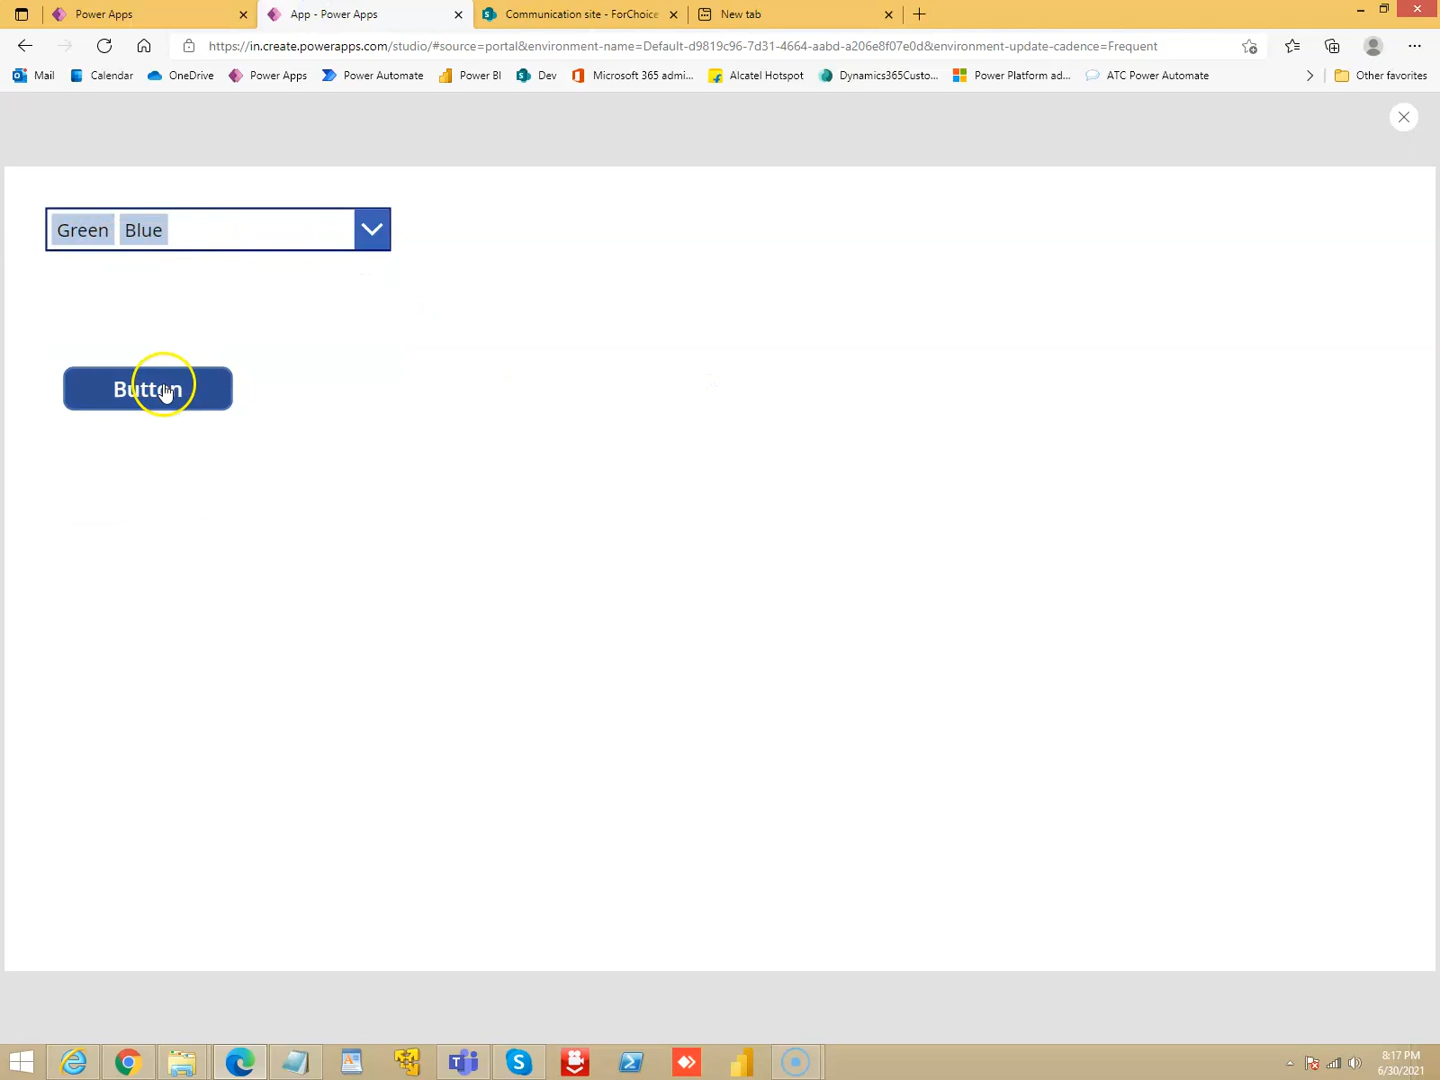 Power Apps
App - Power Apps
Communication site - ForChoice
New tab
https://in.create.powerapps.com/studio/#source=portal&environment-name=Default-d9819c96-7d31-4664-aabd-a206e8f07e0d&environment-update-cadence=Frequent
Mail
Calendar
OneDrive
Power Apps
Power Automate
Power BI
Dev
Microsoft 365 admi...
Alcatel Hotspot
Dynamics365Custo...
Power Platform ad...
ATC Power Automate
Other favorites
Green Blue
Button
8:17 PM
6/30/2021